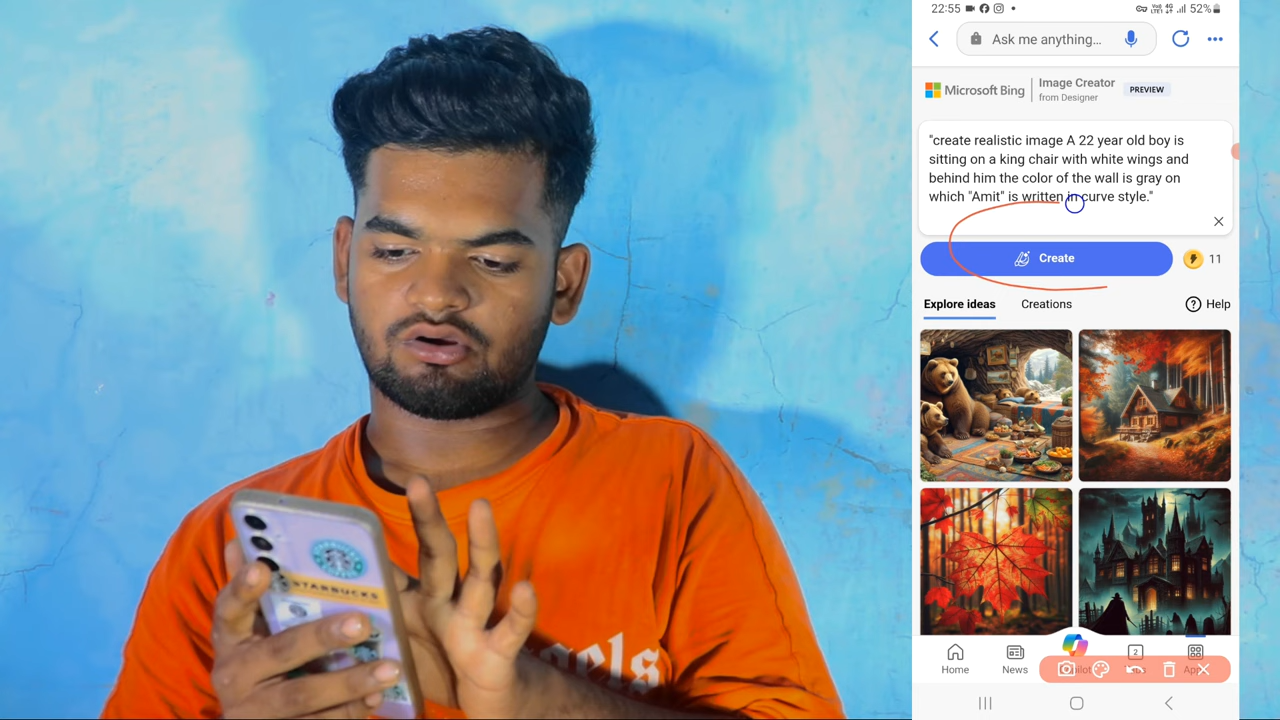 22:55
52%
Ask me anything...
Microsoft Bing
Image Creator
from Designer
PREVIEW
"create realistic image A 22 year old boy is
sitting on a king chair with white wings and
behind him the color of the wall is gray on
which "Amit" is written in curve style."
Create
11
Explore ideas
Creations
Help
STARBUCKS
Home
News
2